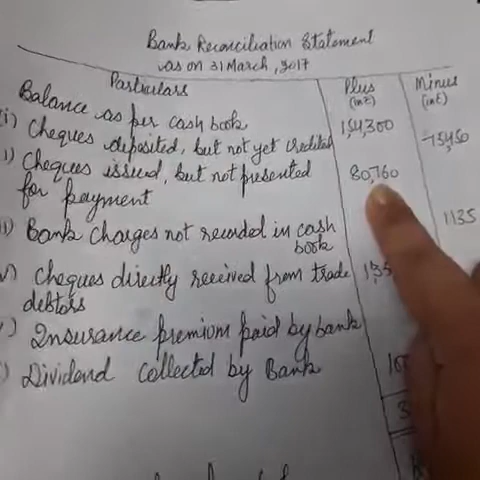 Bank Reconciliation Statement
as on 31 March, 2017
Particulars Plus Minus
(in ₹) (in ₹)
Balance as per cash book 1,54,300
i) Cheques deposited, but not yet credited 75,450
i) Cheques issued, but not presented 80,760
for payment
i) Bank Charges not recorded in cash 1135
book
v) Cheques directly received from trade
debtors
) Insurance premium paid by bank
) Dividend collected by Bank